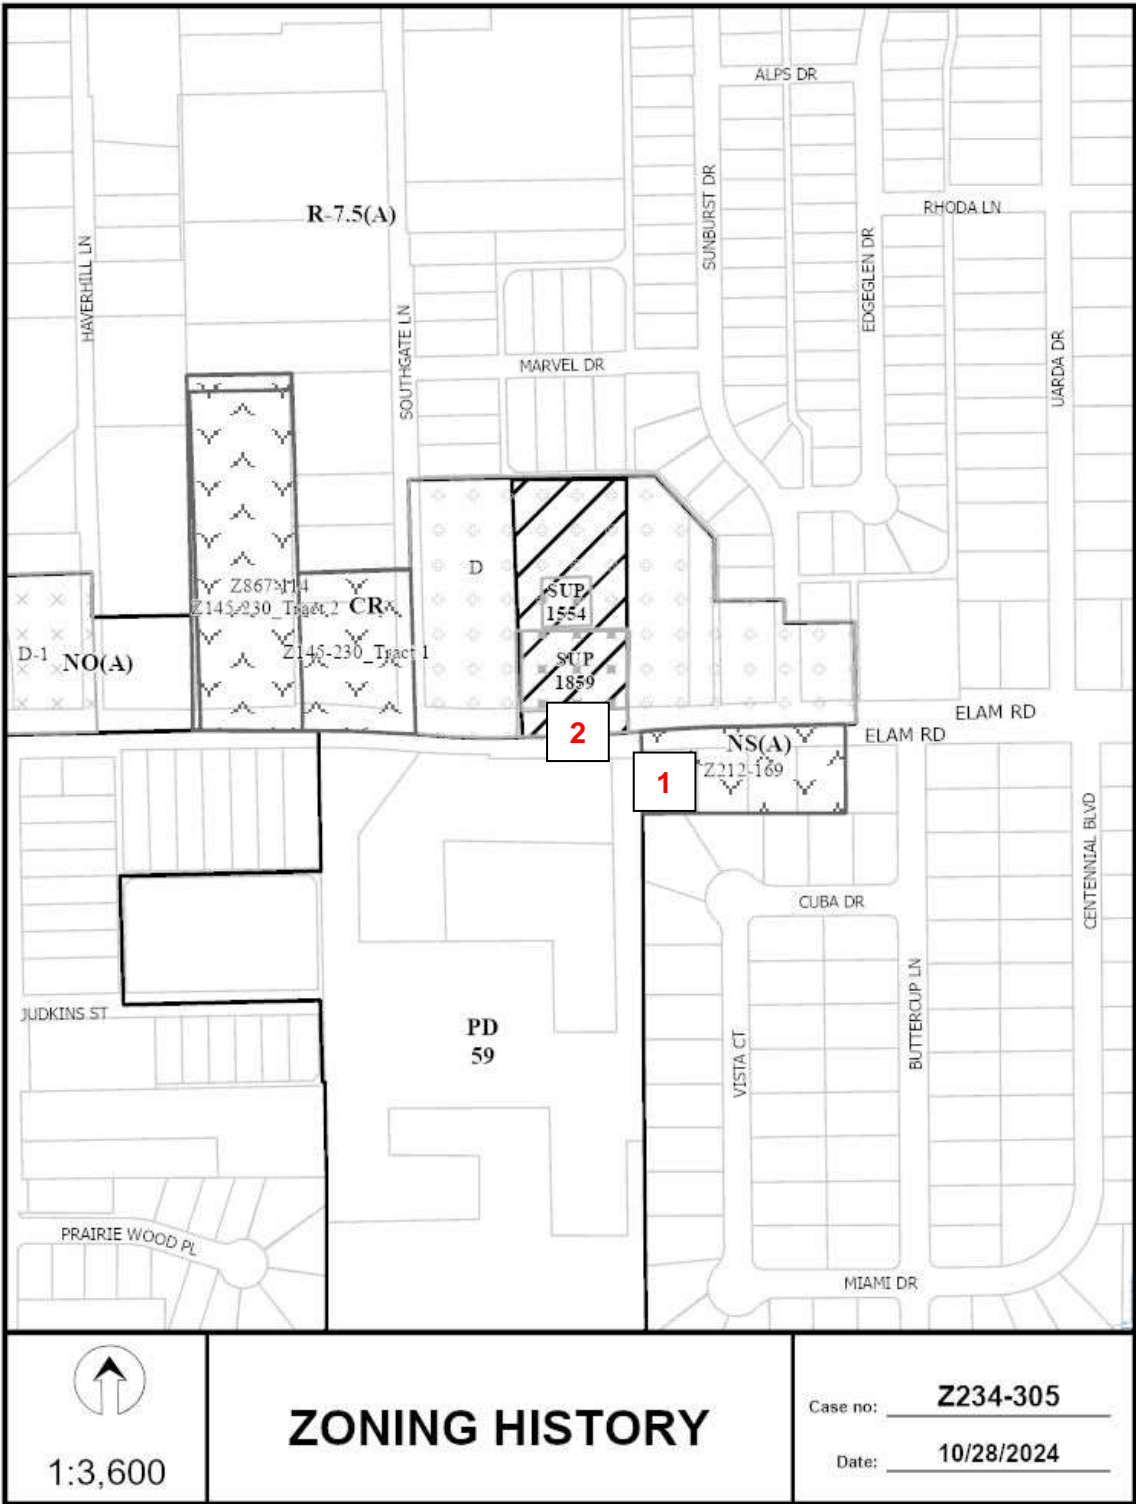 ALPS DR
RHODA LN
R-7.5(A)
SUNBURST DR
HAVERHILL LN
EDGEGLEN DR
SOUTHGATE LN
UARDA DR
MARVEL DR
D
Z867-114
Z145-230_Tract 2
CR
SUP
1554
Z145-230_Tract 1
D-1
NO(A)
SUP
1859
ELAM RD
2
ELAM RD
NS(A)
Z212-169
1
CENTENNIAL BLVD
CUBA DR
JUDKINS ST
BUTTERCUP LN
PD
59
VISTA CT
PRAIRIE WOOD PL
MIAMI DR
1:3,600
ZONING HISTORY
Case no: Z234-305
Date: 10/28/2024